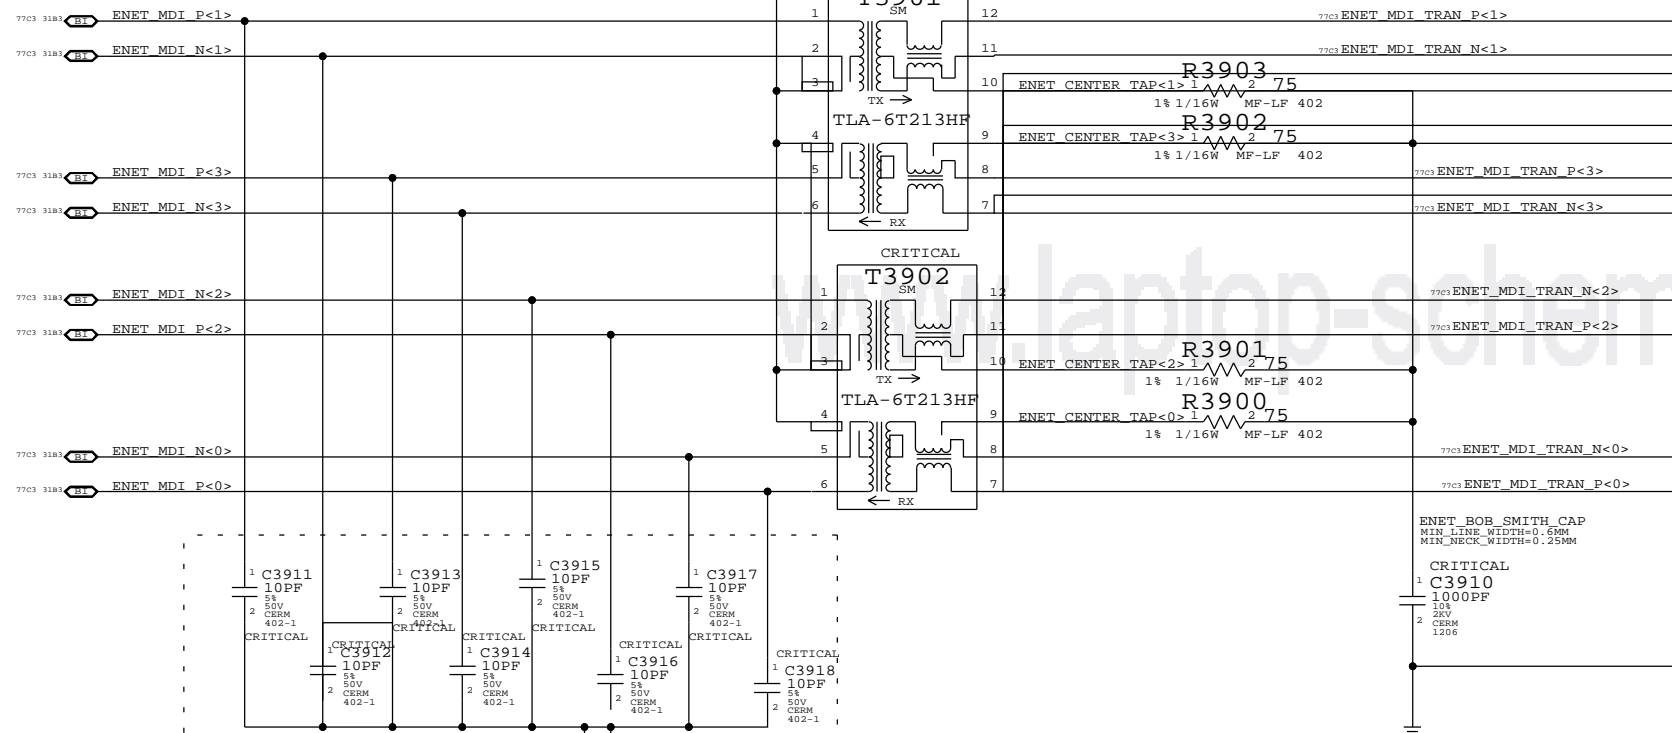 77C3 31B3 BI ENET_MDI_P<1> 1 T3901 SM 12 77C3 ENET_MDI_TRAN_P<1>
77C3 31B3 BI ENET_MDI_N<1> 2 11 77C3 ENET_MDI_TRAN_N<1>
3 10 ENET_CENTER_TAP<1> 1 R3903 2 75
TX 1% 1/16W MF-LF 402
TLA-6T213HF
4 9 ENET_CENTER_TAP<3> 1 R3902 2 75
1% 1/16W MF-LF 402
77C3 31B3 BI ENET_MDI_P<3> 5 8 77C3 ENET_MDI_TRAN_P<3>
77C3 31B3 BI ENET_MDI_N<3> 6 7 77C3 ENET_MDI_TRAN_N<3>
RX
CRITICAL
T3902
SM
www.laptop-schem
77C3 31B3 BI ENET_MDI_N<2> 1 12 77C3 ENET_MDI_TRAN_N<2>
77C3 31B3 BI ENET_MDI_P<2> 2 11 77C3 ENET_MDI_TRAN_P<2>
3 10 ENET_CENTER_TAP<2> 1 R3901 2 75
TX 1% 1/16W MF-LF 402
TLA-6T213HF
4 9 ENET_CENTER_TAP<0> 1 R3900 2 75
1% 1/16W MF-LF 402
77C3 31B3 BI ENET_MDI_N<0> 5 8 77C3 ENET_MDI_TRAN_N<0>
77C3 31B3 BI ENET_MDI_P<0> 6 7 77C3 ENET_MDI_TRAN_P<0>
RX
ENET_BOB_SMITH_CAP
MIN_LINE_WIDTH=0.6MM
MIN_NECK_WIDTH=0.25MM
1 C3911
10PF
5%
50V
2 CERM
402-1
CRITICAL
1 C3913
10PF
5%
50V
2 CERM
402-1
CRITICAL
1 C3915
10PF
5%
50V
2 CERM
402-1
CRITICAL
1 C3917
10PF
5%
50V
2 CERM
402-1
CRITICAL
CRITICAL
1 C3912
10PF
5%
50V
2 CERM
402-1
CRITICAL
1 C3914
10PF
5%
50V
2 CERM
402-1
CRITICAL
1 C3916
10PF
5%
50V
2 CERM
402-1
CRITICAL
1 C3918
10PF
5%
50V
2 CERM
402-1
CRITICAL
1 C3910
1000PF
10%
2KV
2 CERM
1206